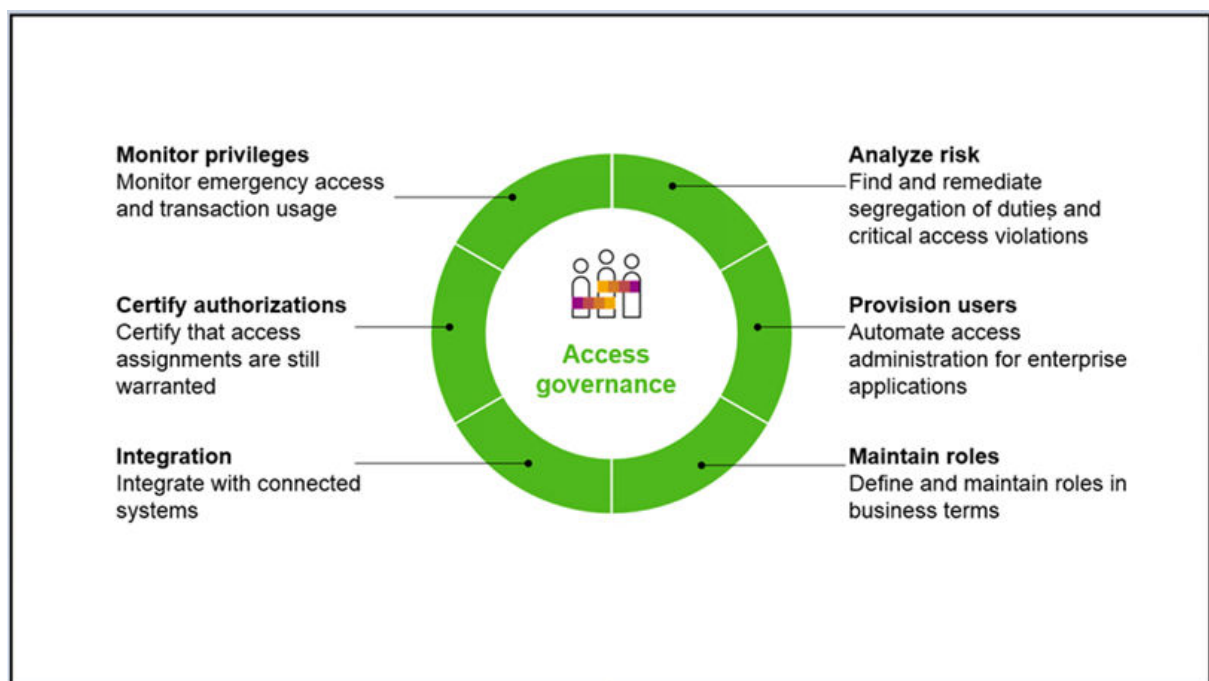 Monitor privileges
Monitor emergency access
and transaction usage
Certify authorizations
Certify that access
assignments are still
warranted
Integration
Integrate with connected
systems
Access
governance
Analyze risk
Find and remediate
segregation of duties and
critical access violations
Provision users
Automate access
administration for enterprise
applications
Maintain roles
Define and maintain roles in
business terms